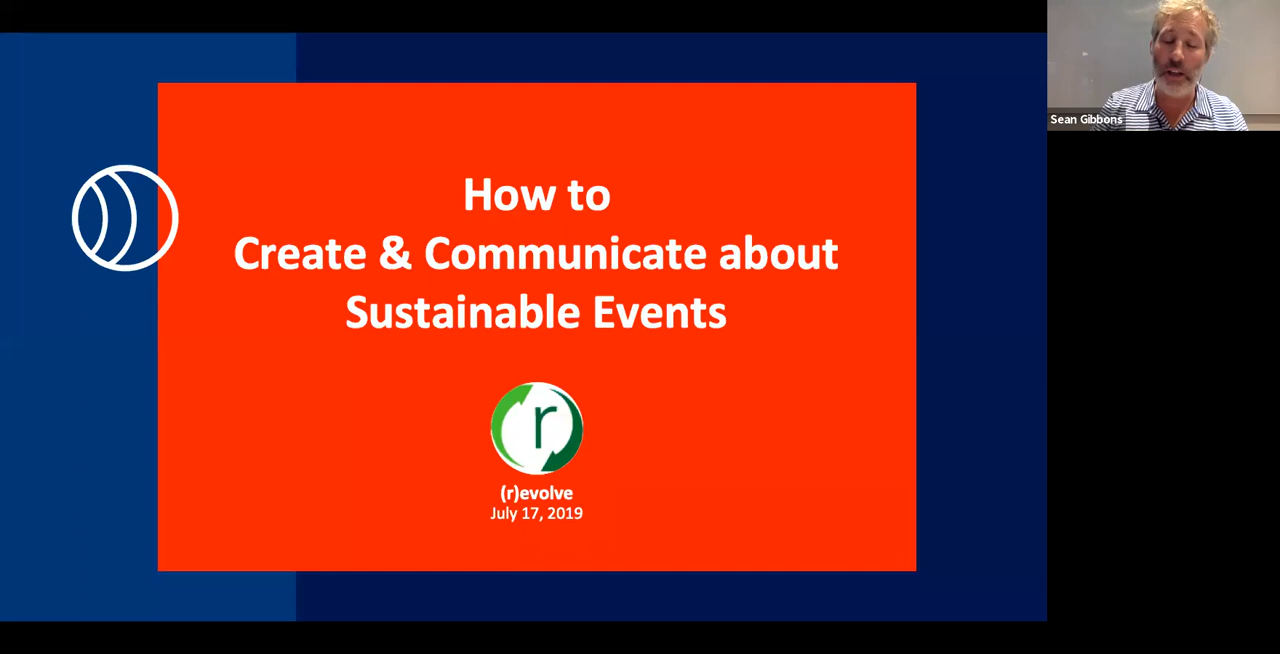 How to
Create & Communicate about
Sustainable Events
r
(r)evolve
July 17, 2019
Sean Gibbons